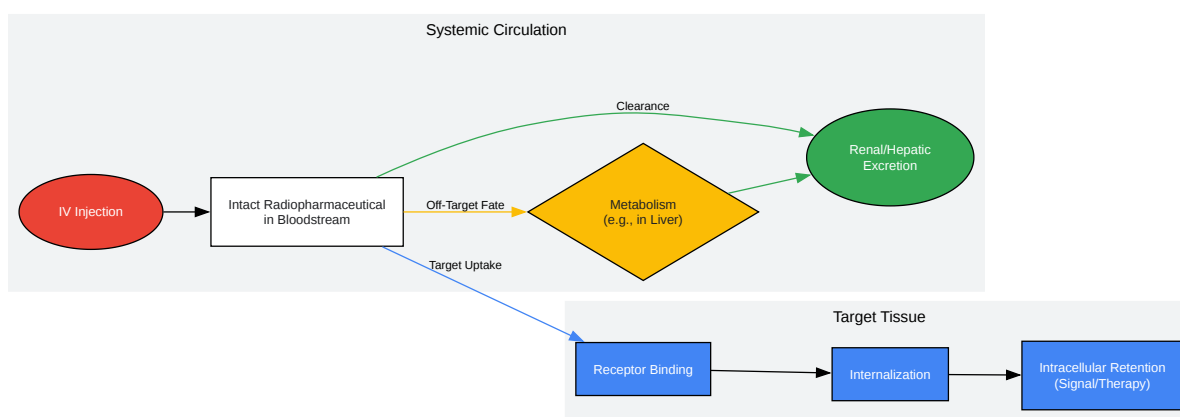 Systemic Circulation
IV Injection
Intact Radiopharmaceutical
in Bloodstream
Clearance
Off-Target Fate
Target Uptake
Metabolism
(e.g., in Liver)
Renal/Hepatic
Excretion
Target Tissue
Receptor Binding
Internalization
Intracellular Retention
(Signal/Therapy)